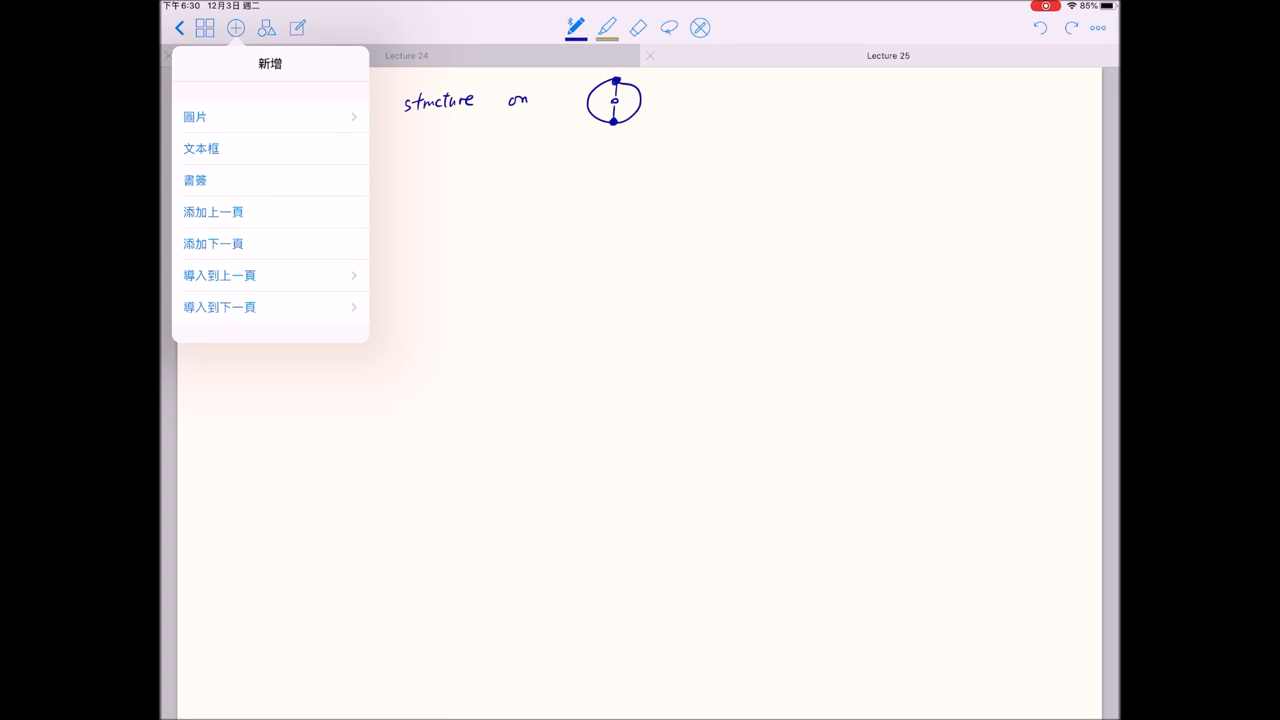 下午6:30 12月3日 週二
85%
Lecture 24
Lecture 25
新增
圖片
文本框
書簽
添加上一頁
添加下一頁
導入到上一頁
導入到下一頁
structure on